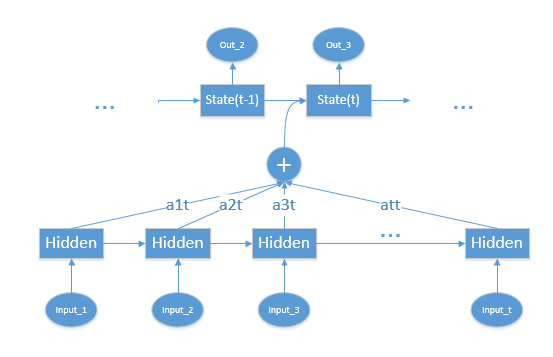 Out_2
Out_3
...
State(t-1)
State(t)
...
+
a1t
a2t
a3t
att
...
Hidden
Hidden
Hidden
Hidden
Input_1
Input_2
Input_3
Input_t